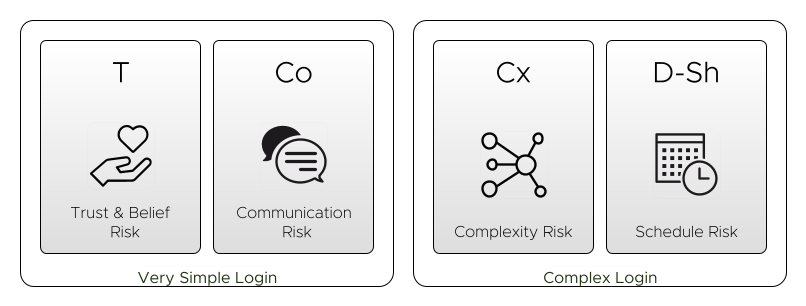 T
Trust & Belief
Risk
Co
Communication
Risk
Very Simple Login
Cx
Complexity Risk
D-Sh
Schedule Risk
Complex Login